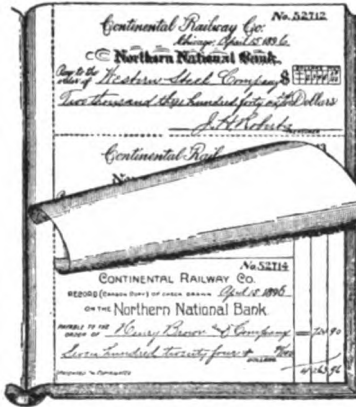 Continental Railway Co. No. 52712
Chicago, April 15 1896
Northern National Bank.
Pay to the
order of Western Steel Company $
Two thousand three hundred forty Dollars
J. H. Roberts
Continental Rail
No. 52714
CONTINENTAL RAILWAY CO.
RECORD (CARBON COPY) OF CHECK DRAWN April 15 1896
ON THE Northern National Bank
PAYABLE TO THE
ORDER OF Henry Brown & Company = 724.90
Seven hundred twenty four &
DOLLARS